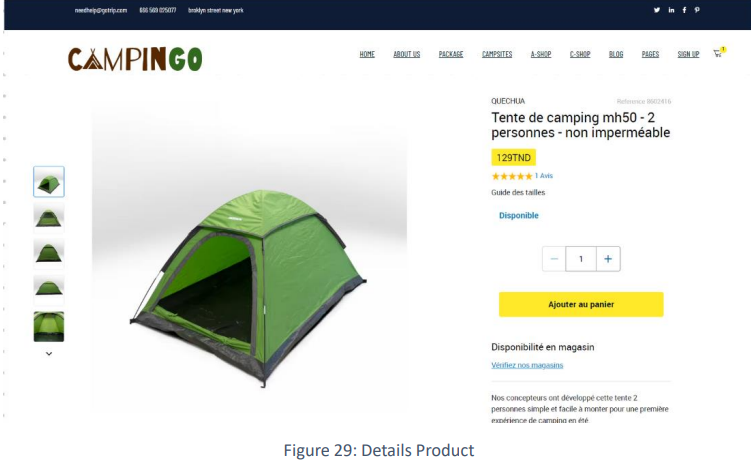 needhelp@gotrip.com 666 569 025077 broklyn street new york
CAMPINGO
HOME ABOUT US PACKAGE CAMPSITES A-SHOP C-SHOP BLOG PAGES SIGN UP 1
QUECHUA Reference 8602416
Tente de camping mh50 - 2
personnes - non imperméable
129TND
1 Avis
Guide des tailles
Disponible
− 1 +
Ajouter au panier
Disponibilité en magasin
Vérifiez nos magasins
Nos concepteurs ont développé cette tente 2
personnes simple et facile à monter pour une première
expérience de camping en été
Figure 29: Details Product